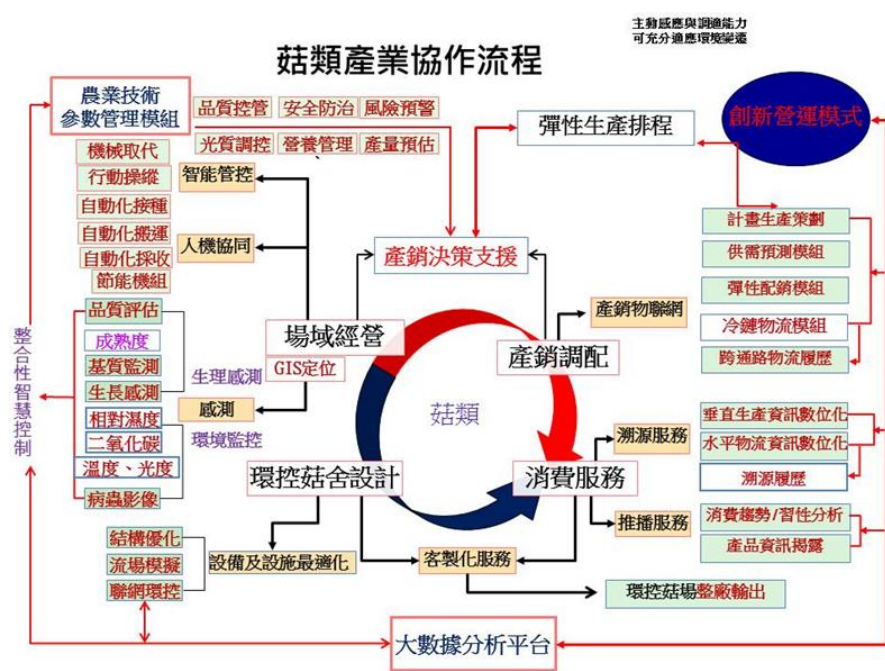 主動感應與調適能力
可充分適應環境變遷
菇類產業協作流程
農業技術
參數管理模組
品質控管
安全防治
風險預警
光質調控
營養管理
產量預估
彈性生產排程
創新營運模式
機械取代
行動操縱
自動化接種
自動化搬運
自動化採收
節能機組
智能管控
人機協同
產銷決策支援
計畫生產策劃
供需預測模組
彈性配銷模組
冷鏈物流模組
跨通路物流履歷
品質評估
成熟度
基質監測
生長感測
相對濕度
二氧化碳
溫度、光度
病蟲影像
整合性智慧控制
場域經營
GIS定位
生理感測
感測
環境監控
產銷物聯網
產銷調配
菇類
環控菇舍設計
消費服務
溯源服務
推播服務
垂直生產資訊數位化
水平物流資訊數位化
溯源履歷
消費趨勢/習性分析
產品資訊揭露
結構優化
流場模擬
聯網環控
設備及設施最適化
客製化服務
環控菇場整廠輸出
大數據分析平台